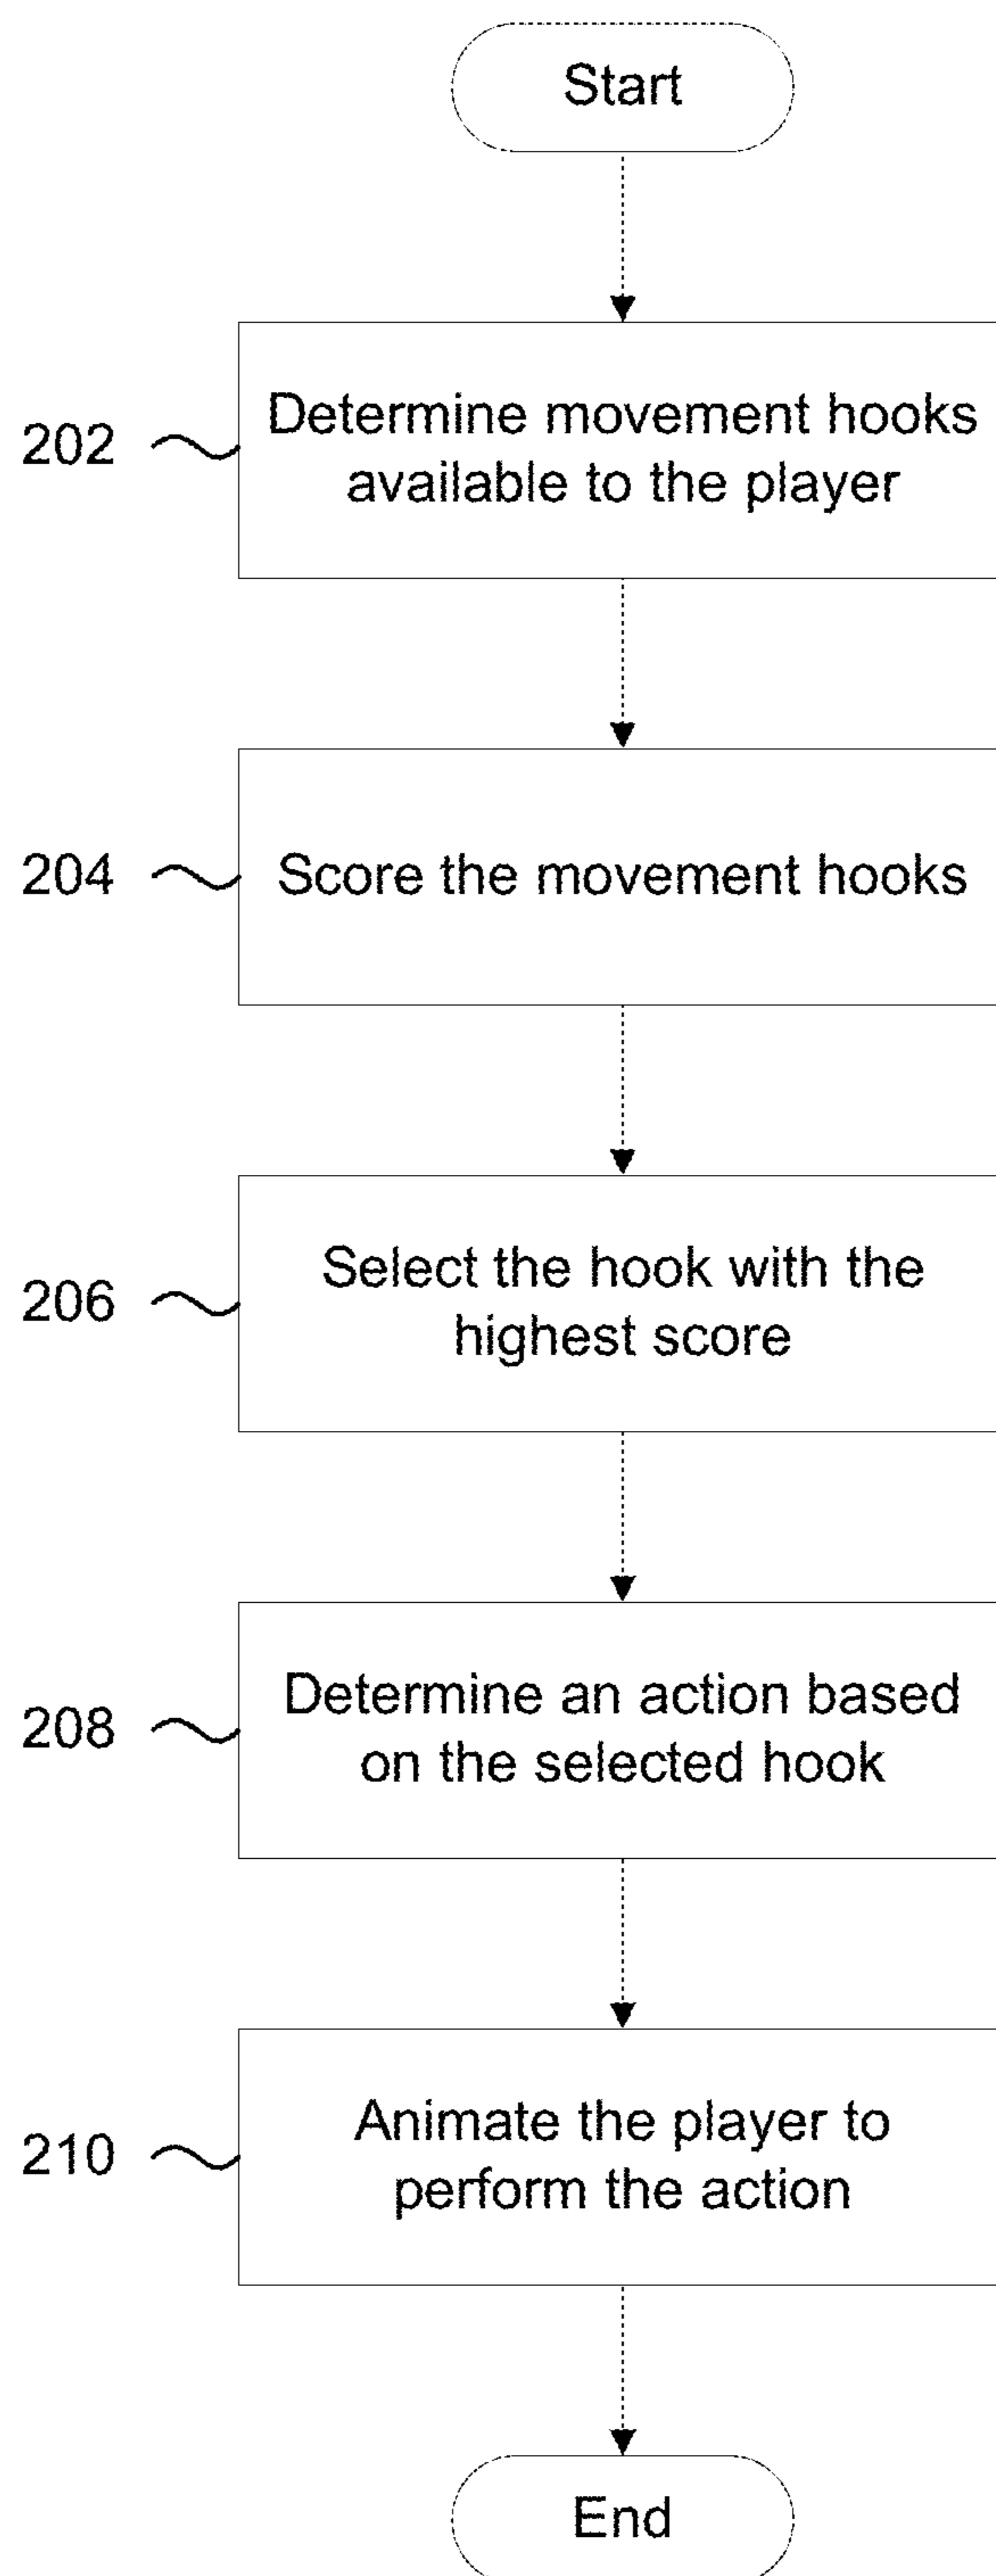 Start
202
Determine movement hooks
available to the player
204
Score the movement hooks
206
Select the hook with the
highest score
208
Determine an action based
on the selected hook
210
Animate the player to
perform the action
End